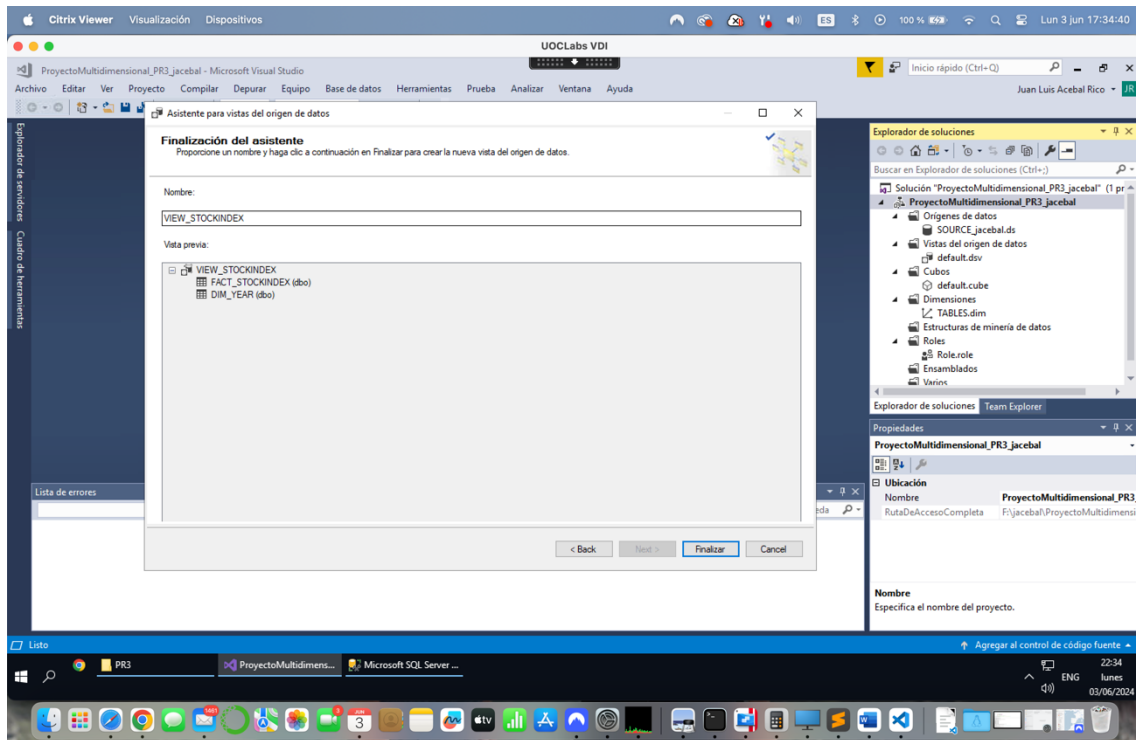 Citrix Viewer Visualización Dispositivos
ES 100 % Lun 3 jun 17:34:40
UOCLabs VDI
ProyectoMultidimensional_PR3_jacebal - Microsoft Visual Studio
Inicio rápido (Ctrl+Q)
Archivo Editar Ver Proyecto Compilar Depurar Equipo Base de datos Herramientas Prueba Analizar Ventana Ayuda
Juan Luis Acebal Rico JR
Explorador de servidores
Cuadro de herramientas
Asistente para vistas del origen de datos
Finalización del asistente
Proporcione un nombre y haga clic a continuación en Finalizar para crear la nueva vista del origen de datos.
Nombre:
VIEW_STOCKINDEX
Vista previa:
VIEW_STOCKINDEX
FACT_STOCKINDEX (dbo)
DIM_YEAR (dbo)
< Back Next > Finalizar Cancel
Lista de errores
eda
Explorador de soluciones
Buscar en Explorador de soluciones (Ctrl+;)
Solución "ProyectoMultidimensional_PR3_jacebal" (1 pr
ProyectoMultidimensional_PR3_jacebal
Orígenes de datos
SOURCE_jacebal.ds
Vistas del origen de datos
default.dsv
Cubos
default.cube
Dimensiones
TABLES.dim
Estructuras de minería de datos
Roles
Role.role
Ensamblados
Varios
Explorador de soluciones Team Explorer
Propiedades
ProyectoMultidimensional_PR3_jacebal
Ubicación
Nombre ProyectoMultidimensional_PR3_
RutaDeAccesoCompleta F:\jacebal\ProyectoMultidimensi
Nombre
Especifica el nombre del proyecto.
Listo
Agregar al control de código fuente
PR3 ProyectoMultidimens... Microsoft SQL Server ...
22:34
ENG lunes
03/06/2024
JUN
3
tv